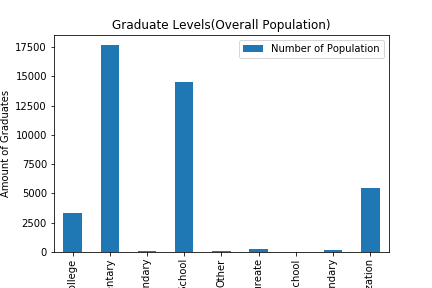 Graduate Levels(Overall Population)
Number of Population
17500
15000
12500
10000
7500
5000
2500
0
Amount of Graduates
ollege
ntary
ndary
chool
Other
ureate
chool
ndary
zation